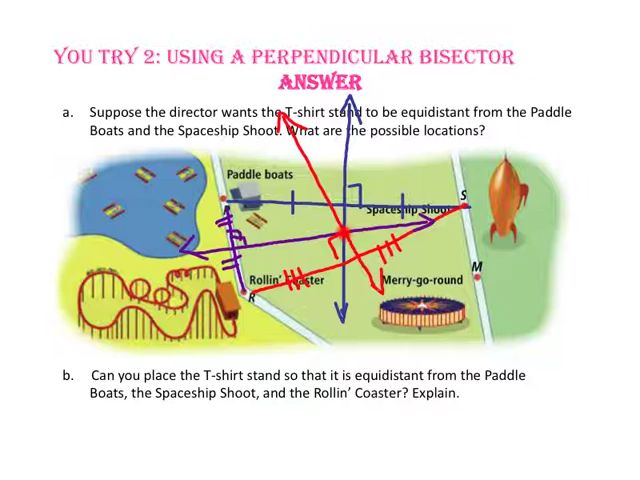 YOU TRY 2: USING A PERPENDICULAR BISECTOR
ANSWER
a. Suppose the director wants the T-shirt stand to be equidistant from the Paddle
Boats and the Spaceship Shoot. What are the possible locations?
Paddle boats
S
Spaceship Shoot
M
Rollin' Coaster
Merry-go-round
R
b. Can you place the T-shirt stand so that it is equidistant from the Paddle
Boats, the Spaceship Shoot, and the Rollin' Coaster? Explain.